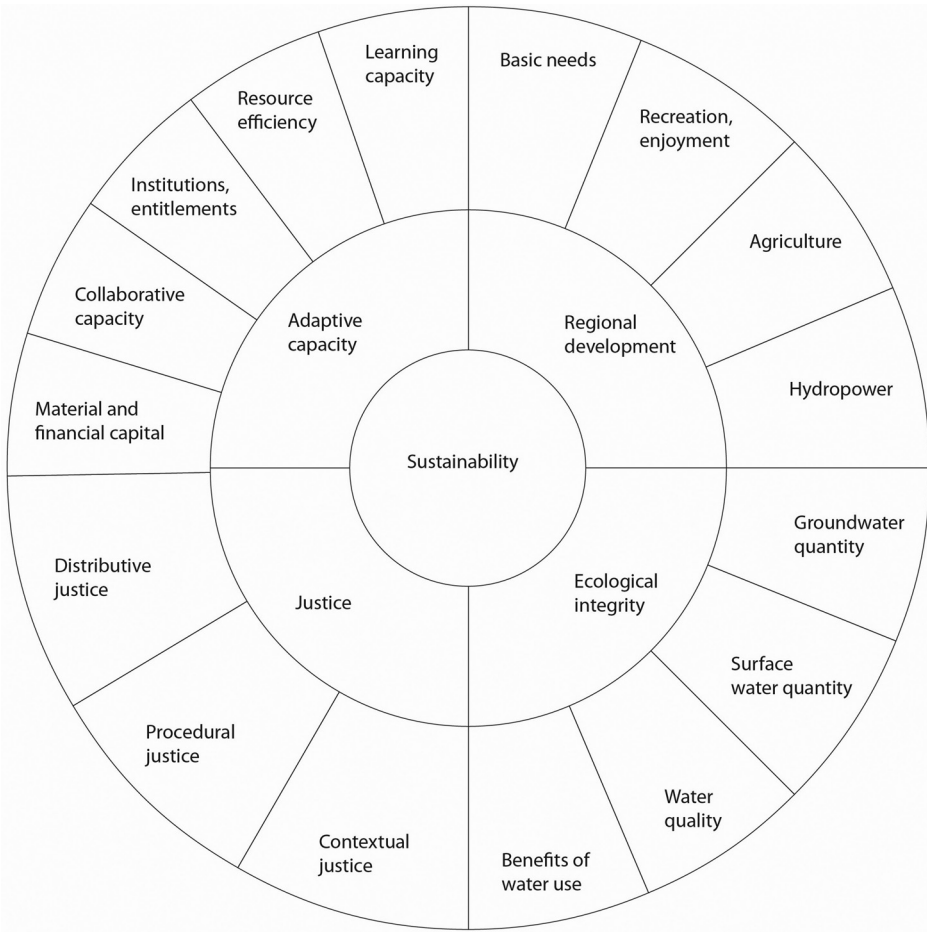 Learning
capacity
Basic needs
Resource
efficiency
Recreation,
enjoyment
Institutions,
entitlements
Agriculture
Collaborative
capacity
Adaptive
capacity
Regional
development
Hydropower
Material and
financial capital
Sustainability
Groundwater
quantity
Distributive
justice
Justice
Ecological
integrity
Surface
water quantity
Procedural
justice
Water
quality
Contextual
justice
Benefits of
water use